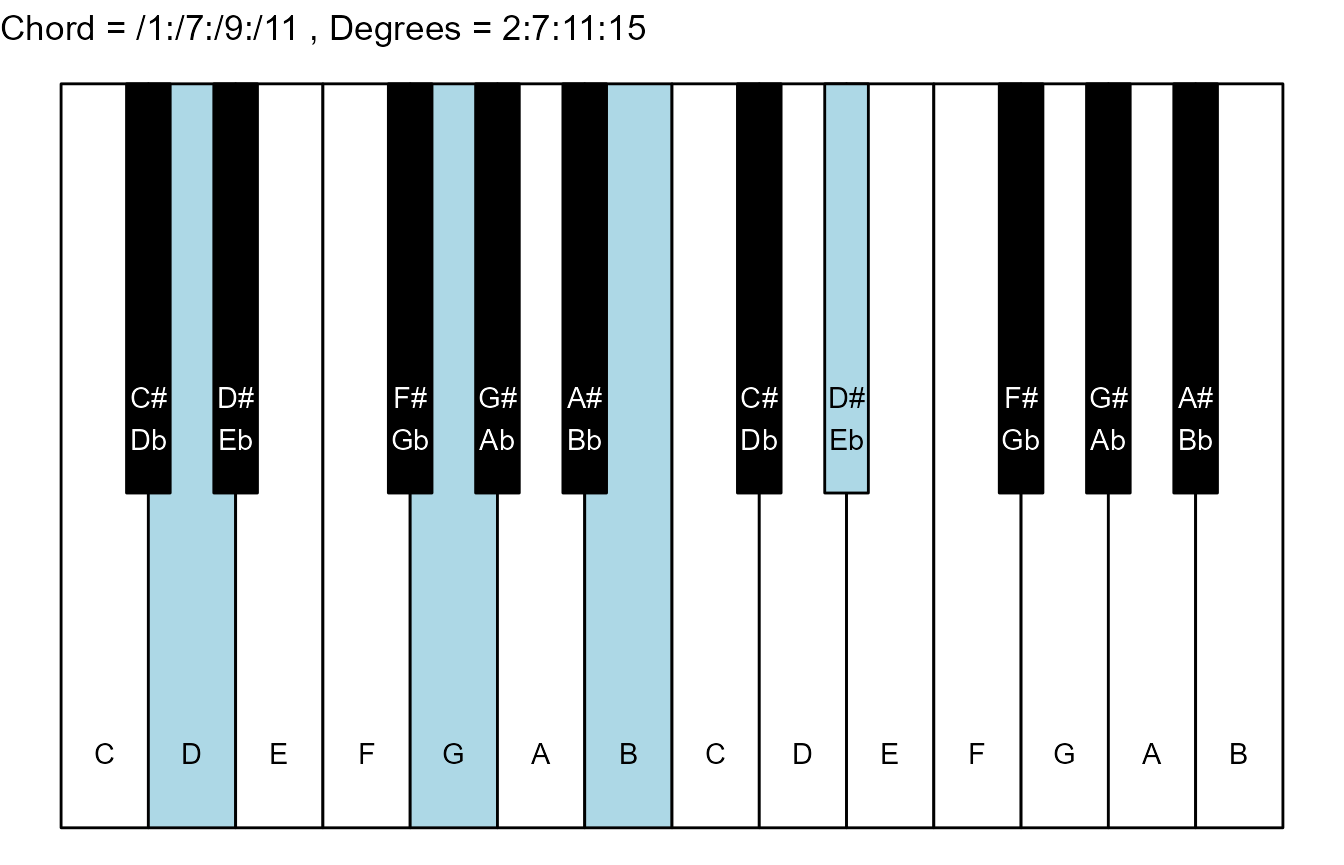 Chord = /1:/7:/9:/11 , Degrees = 2:7:11:15
C# D# F# G# A# C# D# F# G# A#
Db Eb Gb Ab Bb Db Eb Gb Ab Bb
C D E F G A B C D E F G A B